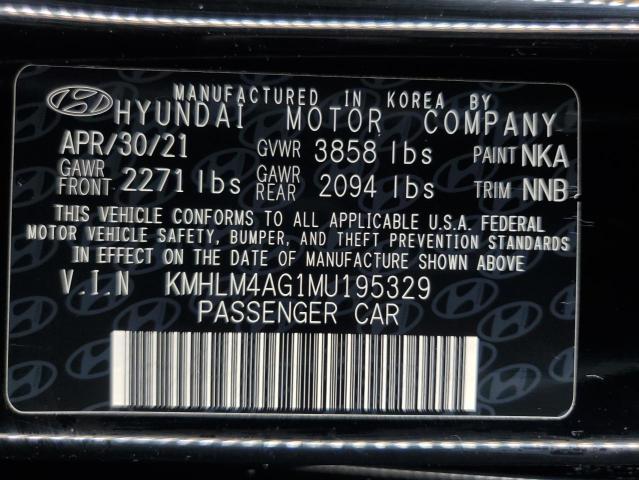 MANUFACTURED IN KOREA BY
HYUNDAI MOTOR COMPANY
APR/30/21 GVWR 3858 lbs PAINT NKA
GAWR FRONT 2271 lbs GAWR REAR 2094 lbs TRIM NNB
THIS VEHICLE CONFORMS TO ALL APPLICABLE U.S.A. FEDERAL
MOTOR VEHICLE SAFETY, BUMPER, AND THEFT PREVENTION STANDARDS
IN EFFECT ON THE DATE OF MANUFACTURE SHOWN ABOVE
V.I.N KMHLM4AG1MU195329
PASSENGER CAR